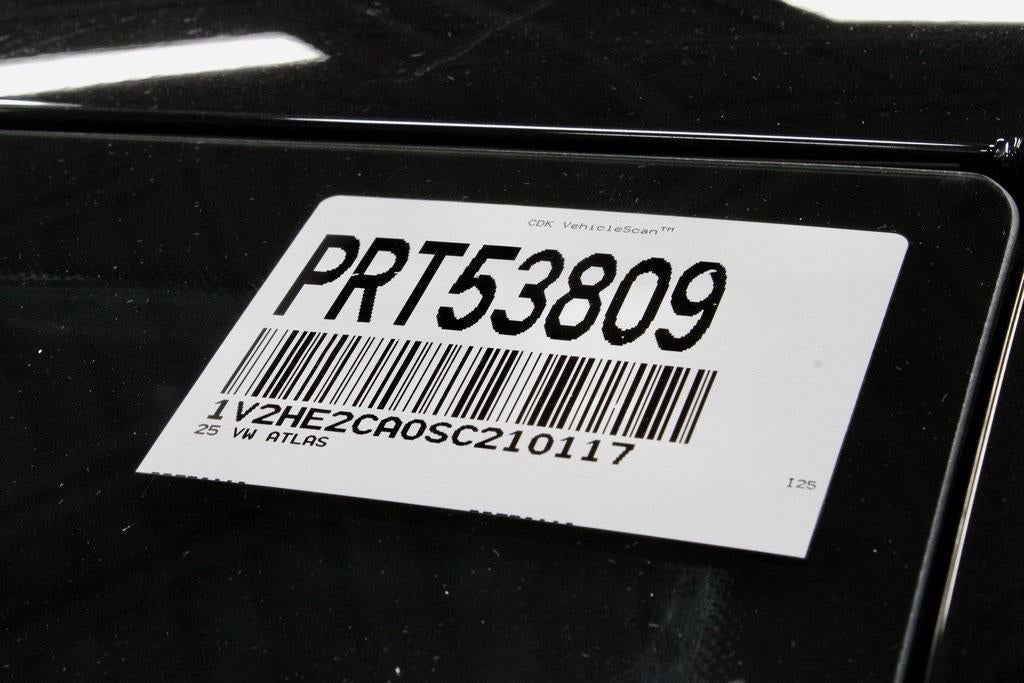 CDK VehicleScan™
PRT53809
1V2HE2CA0SC210117
25 VW ATLAS
I25